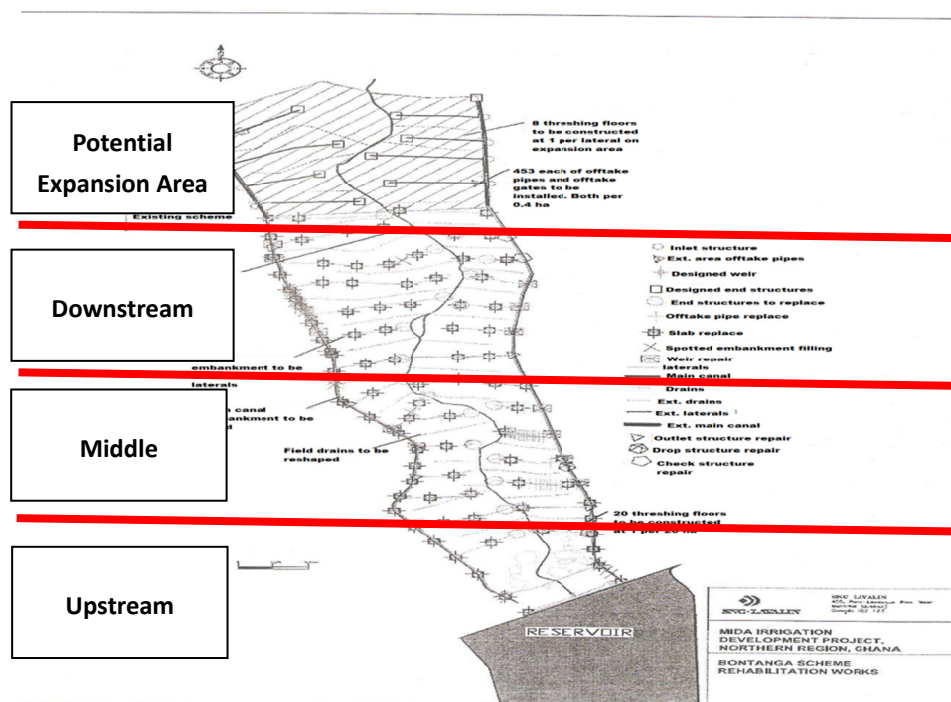 Potential
Expansion Area
Downstream
Middle
Upstream
8 threshing floors
to be constructed
at 1 per lateral on
expansion area
453 each of offtake
pipes and offtake
gates to be
installed. Both per
0.4 ha
Existing scheme
embankment to be
laterals
canal
to be
Field drains to be
reshaped
20 threshing floors
to be constructed
at 1 per 20 ha
Inlet structure
Ext. area offtake pipes
Designed weir
Designed end structures
End structures to replace
Offtake pipe replace
Slab replace
Spotted embankment filling
Weir repair
laterals
Main canal
Drains
Ext. drains
Ext. laterals
Ext. main canal
Outlet structure repair
Drop structure repair
Check structure
repair
RESERVOIR
SNC-LAVALIN
SNC LAVALIN
MIDA IRRIGATION
DEVELOPMENT PROJECT,
NORTHERN REGION, GHANA
BONTANGA SCHEME
REHABILITATION WORKS